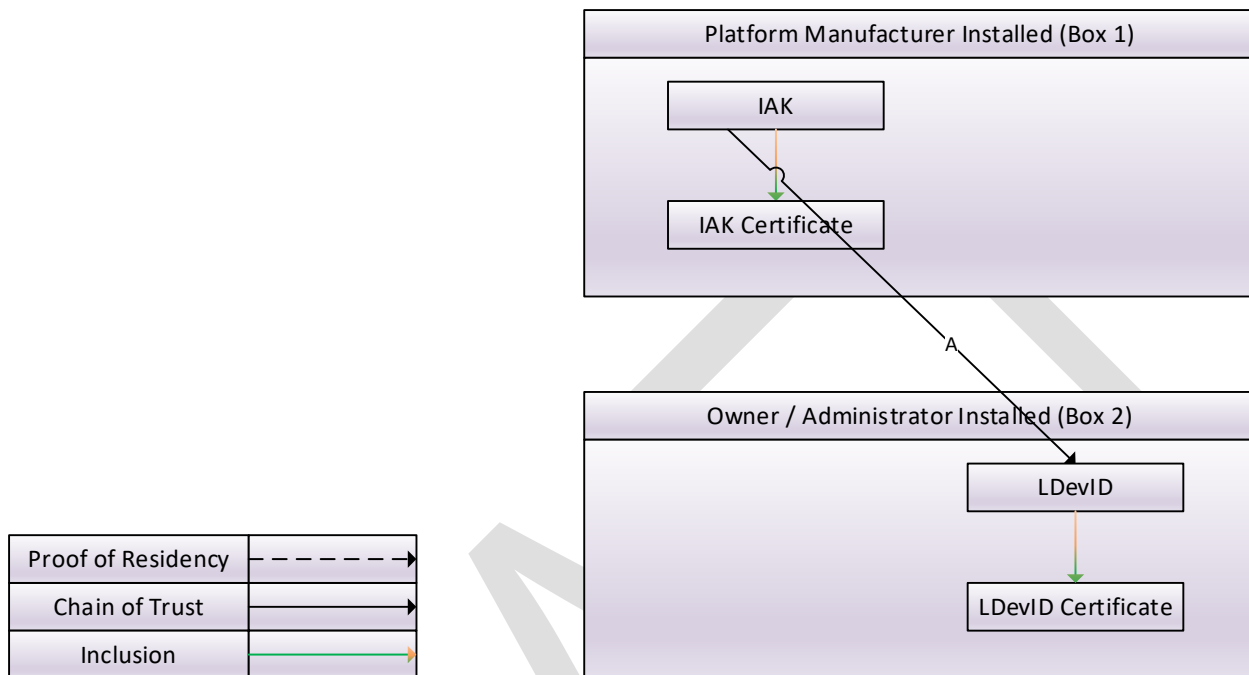 Platform Manufacturer Installed (Box 1)
IAK
IAK Certificate
A
Owner / Administrator Installed (Box 2)
LDevID
LDevID Certificate
Proof of Residency
Chain of Trust
Inclusion